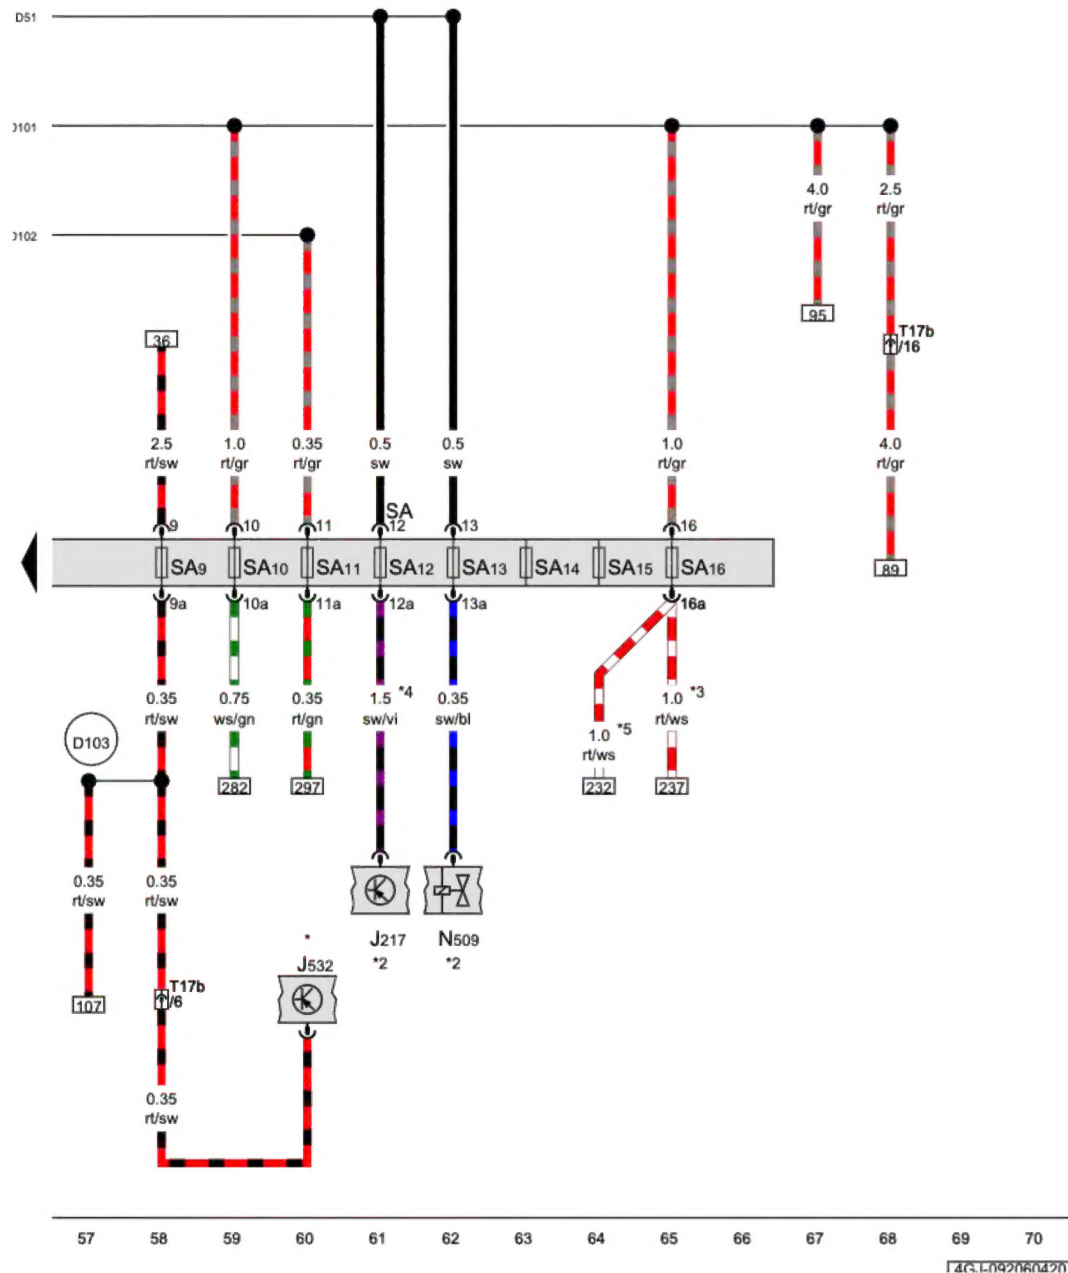 D51
D101
D102
36
4.0
rt/gr
2.5
rt/gr
95
T17b
/16
2.5
rt/sw
1.0
rt/gr
0.35
rt/gr
0.5
sw
0.5
sw
1.0
rt/gr
4.0
rt/gr
SA
9
10
11
12
13
16
SA9
SA10
SA11
SA12
SA13
SA14
SA15
SA16
89
9a
10a
11a
12a
13a
16a
0.35
rt/sw
0.75
ws/gn
0.35
rt/gn
1.5 *4
sw/vi
0.35
sw/bl
1.0 *3
rt/ws
1.0 *5
rt/ws
D103
282
297
232
237
0.35
rt/sw
0.35
rt/sw
J217
*2
N509
*2
*
J532
107
T17b
/6
0.35
rt/sw
57 58 59 60 61 62 63 64 65 66 67 68 69 70
4GJ-092060420